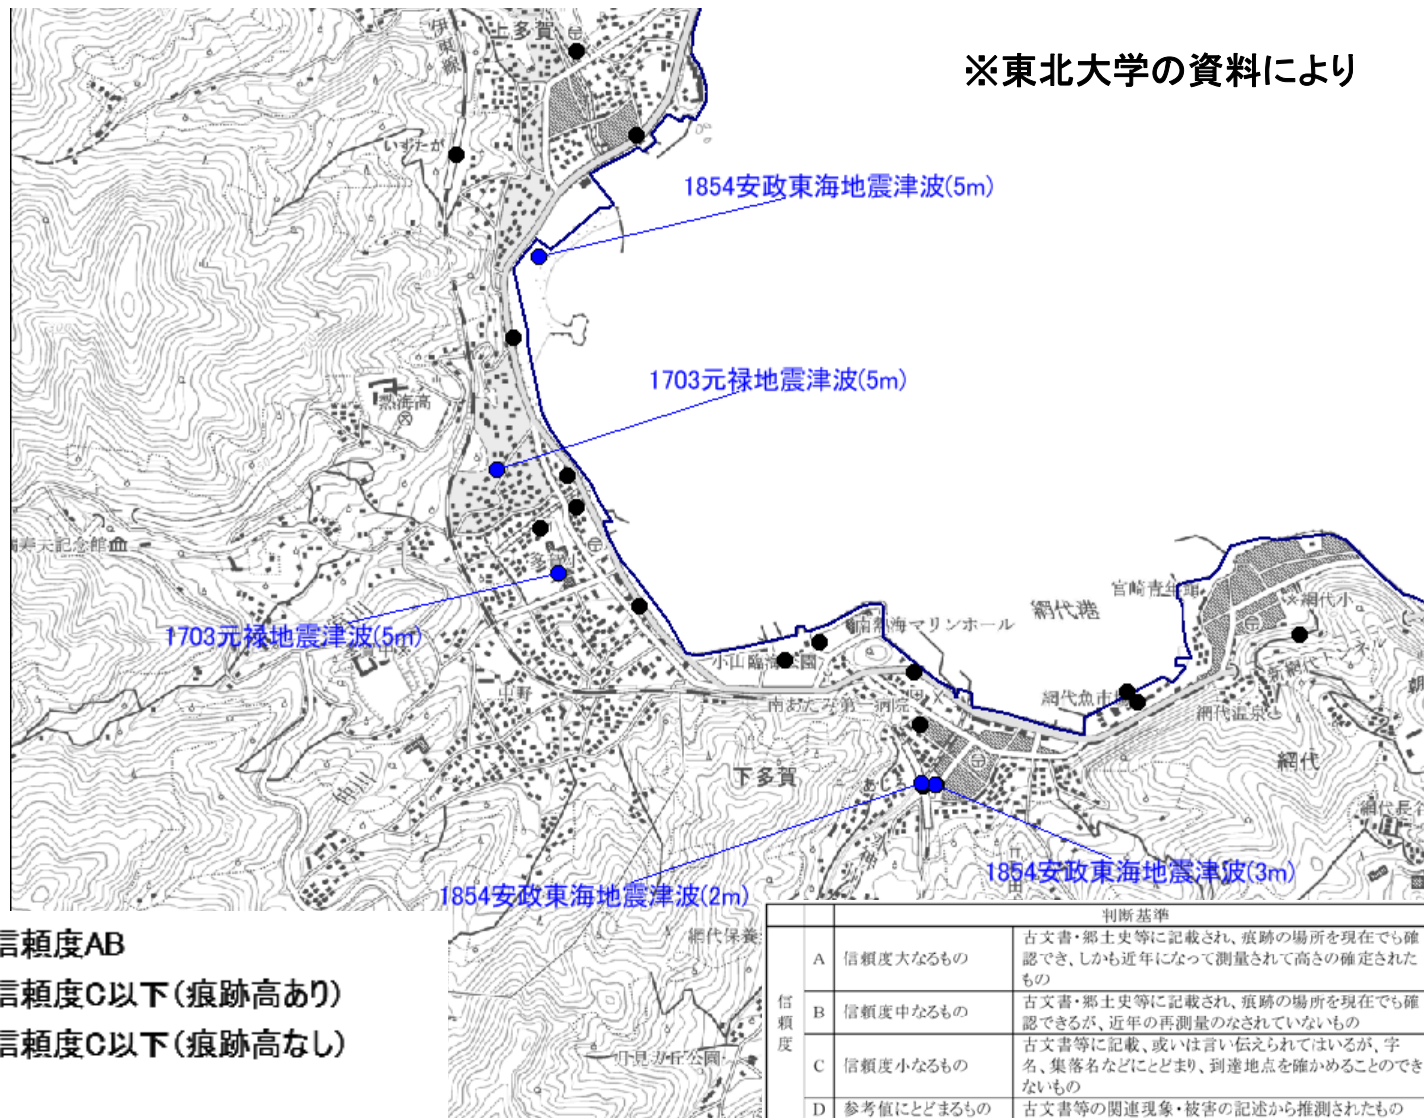 ※東北大学の資料により
上多賀
伊東線
いずたが
1854安政東海地震津波(5m)
1703元禄地震津波(5m)
熱海高
1703元禄地震津波(5m)
宮崎青年館
網代港
網代小
南熱海マリンホール
小山臨海公園
新網代トンネル
網代魚市場
中野
南あたみ第一病院
網代温泉
下多賀
網代
1854安政東海地震津波(3m)
1854安政東海地震津波(2m)
信頼度AB
信頼度C以下(痕跡高あり)
信頼度C以下(痕跡高なし)
月見ガ丘公園
判断基準
信頼度
A 信頼度大なるもの 古文書・郷土史等に記載され、痕跡の場所を現在でも確
認でき、しかも近年になって測量されて高さの確定された
もの
B 信頼度中なるもの 古文書・郷土史等に記載され、痕跡の場所を現在でも確
認できるが、近年の再測量のなされていないもの
C 信頼度小なるもの 古文書等に記載、或いは言い伝えられてはいるが、字
名、集落名などにとどまり、到達地点を確かめることのでき
ないもの
D 参考値にとどまるもの 古文書等の関連現象・被害の記述から推測されたもの